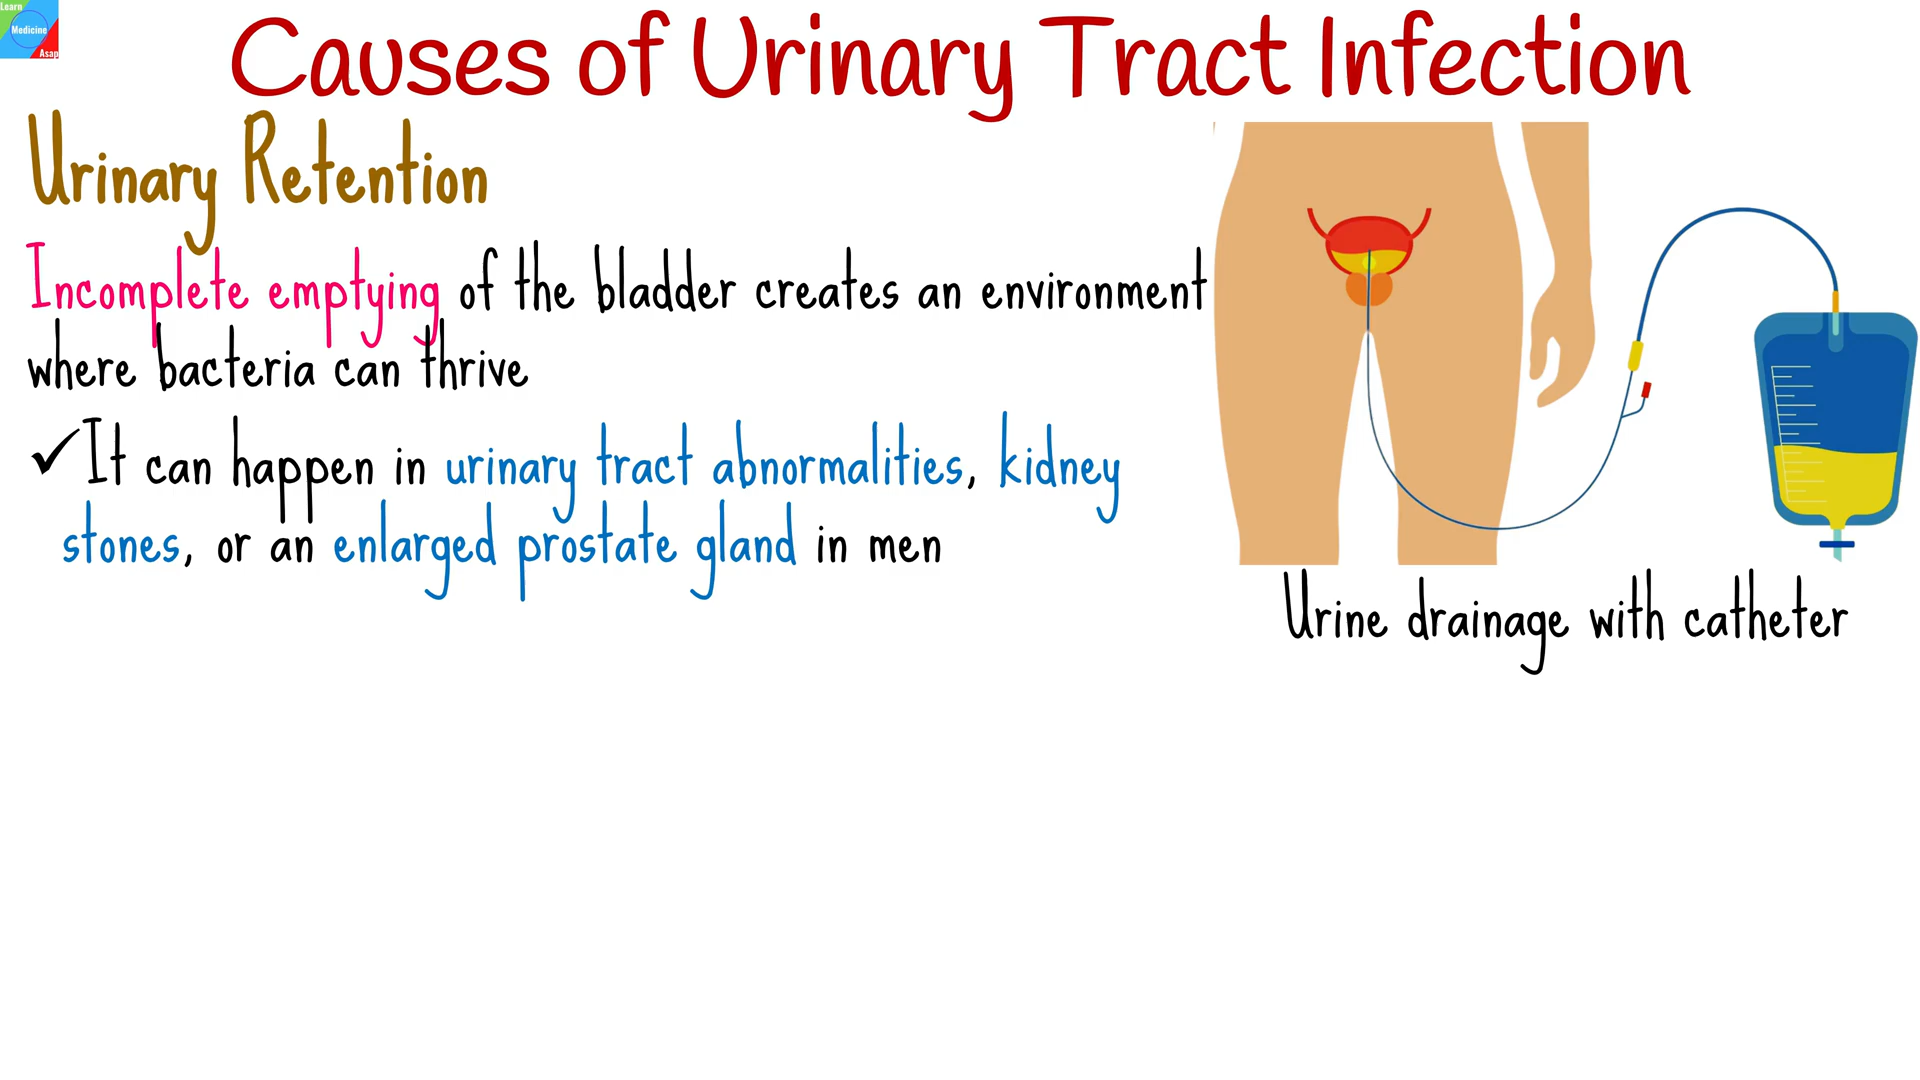 Learn
Medicine
Asap
Causes of Urinary Tract Infection
Urinary Retention
Incomplete emptying of the bladder creates an environment
where bacteria can thrive
✓It can happen in urinary tract abnormalities, kidney
stones, or an enlarged prostate gland in men
Urine drainage with catheter